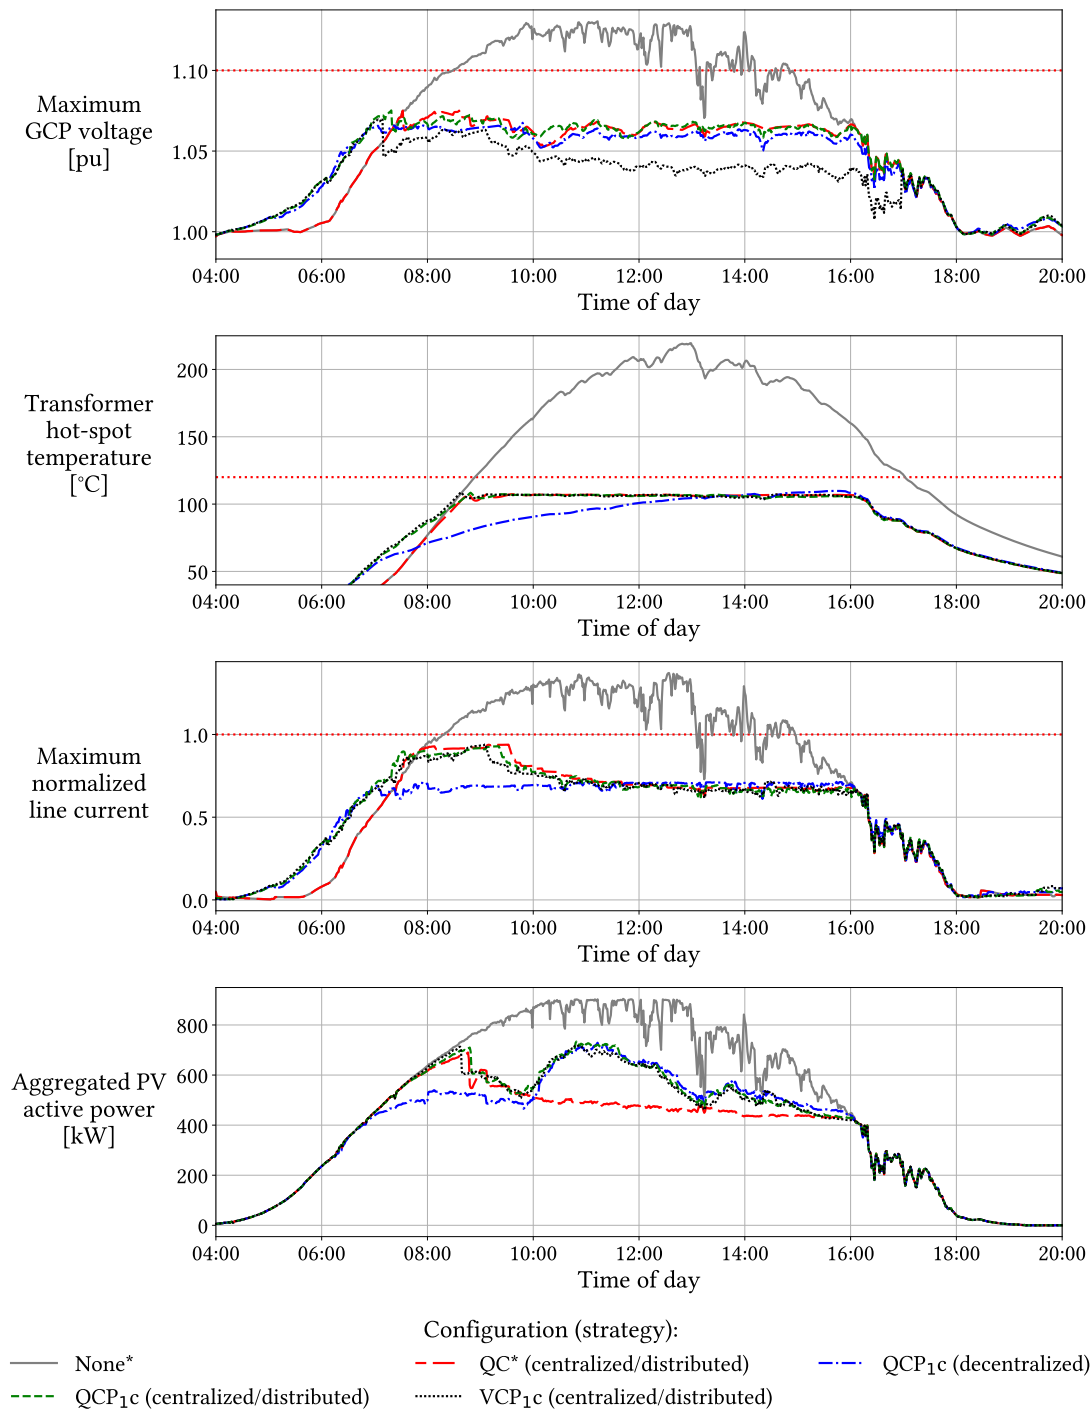 1.10
1.05
1.00
Maximum
GCP voltage
[pu]
04:00 06:00 08:00 10:00 12:00 14:00 16:00 18:00 20:00
Time of day
200
150
100
50
Transformer
hot-spot
temperature
[°C]
04:00 06:00 08:00 10:00 12:00 14:00 16:00 18:00 20:00
Time of day
1.0
0.5
0.0
Maximum
normalized
line current
04:00 06:00 08:00 10:00 12:00 14:00 16:00 18:00 20:00
Time of day
800
600
400
200
0
Aggregated PV
active power
[kW]
04:00 06:00 08:00 10:00 12:00 14:00 16:00 18:00 20:00
Time of day
Configuration (strategy):
None* QC* (centralized/distributed) QCP₁c (decentralized)
QCP₁c (centralized/distributed) VCP₁c (centralized/distributed)